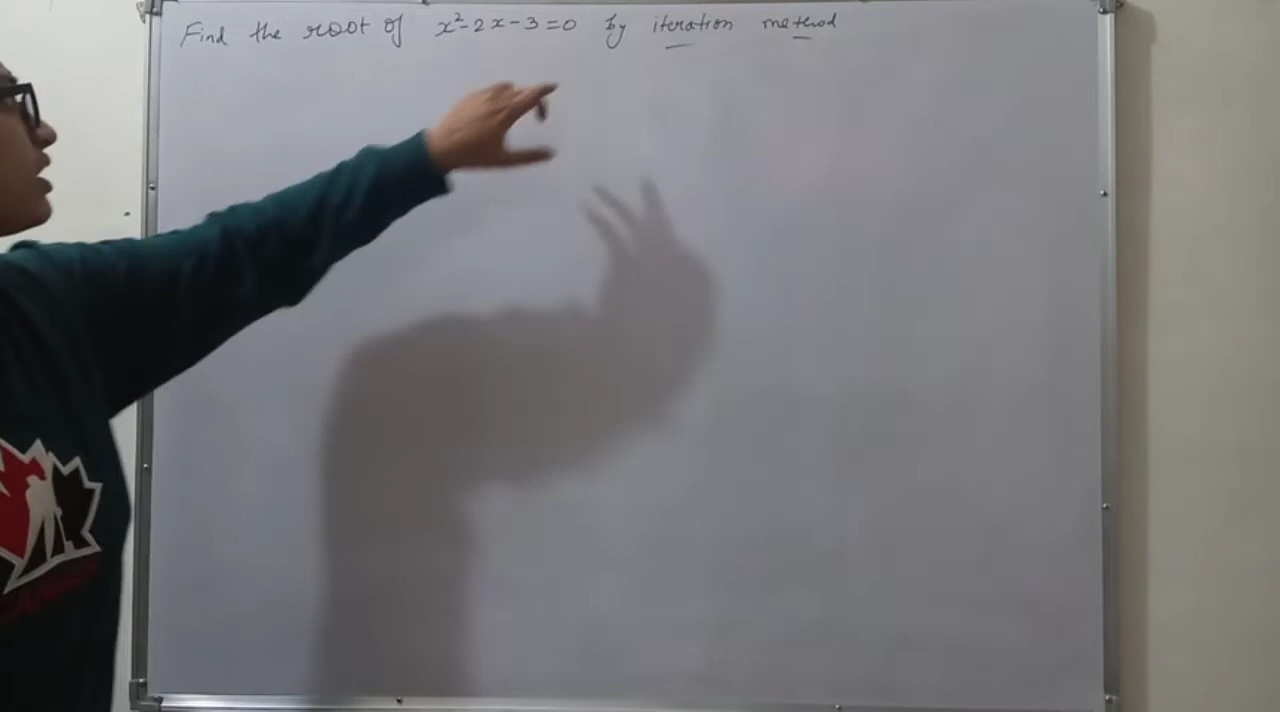 Find the root of x²-2x-3=0 by iteration method